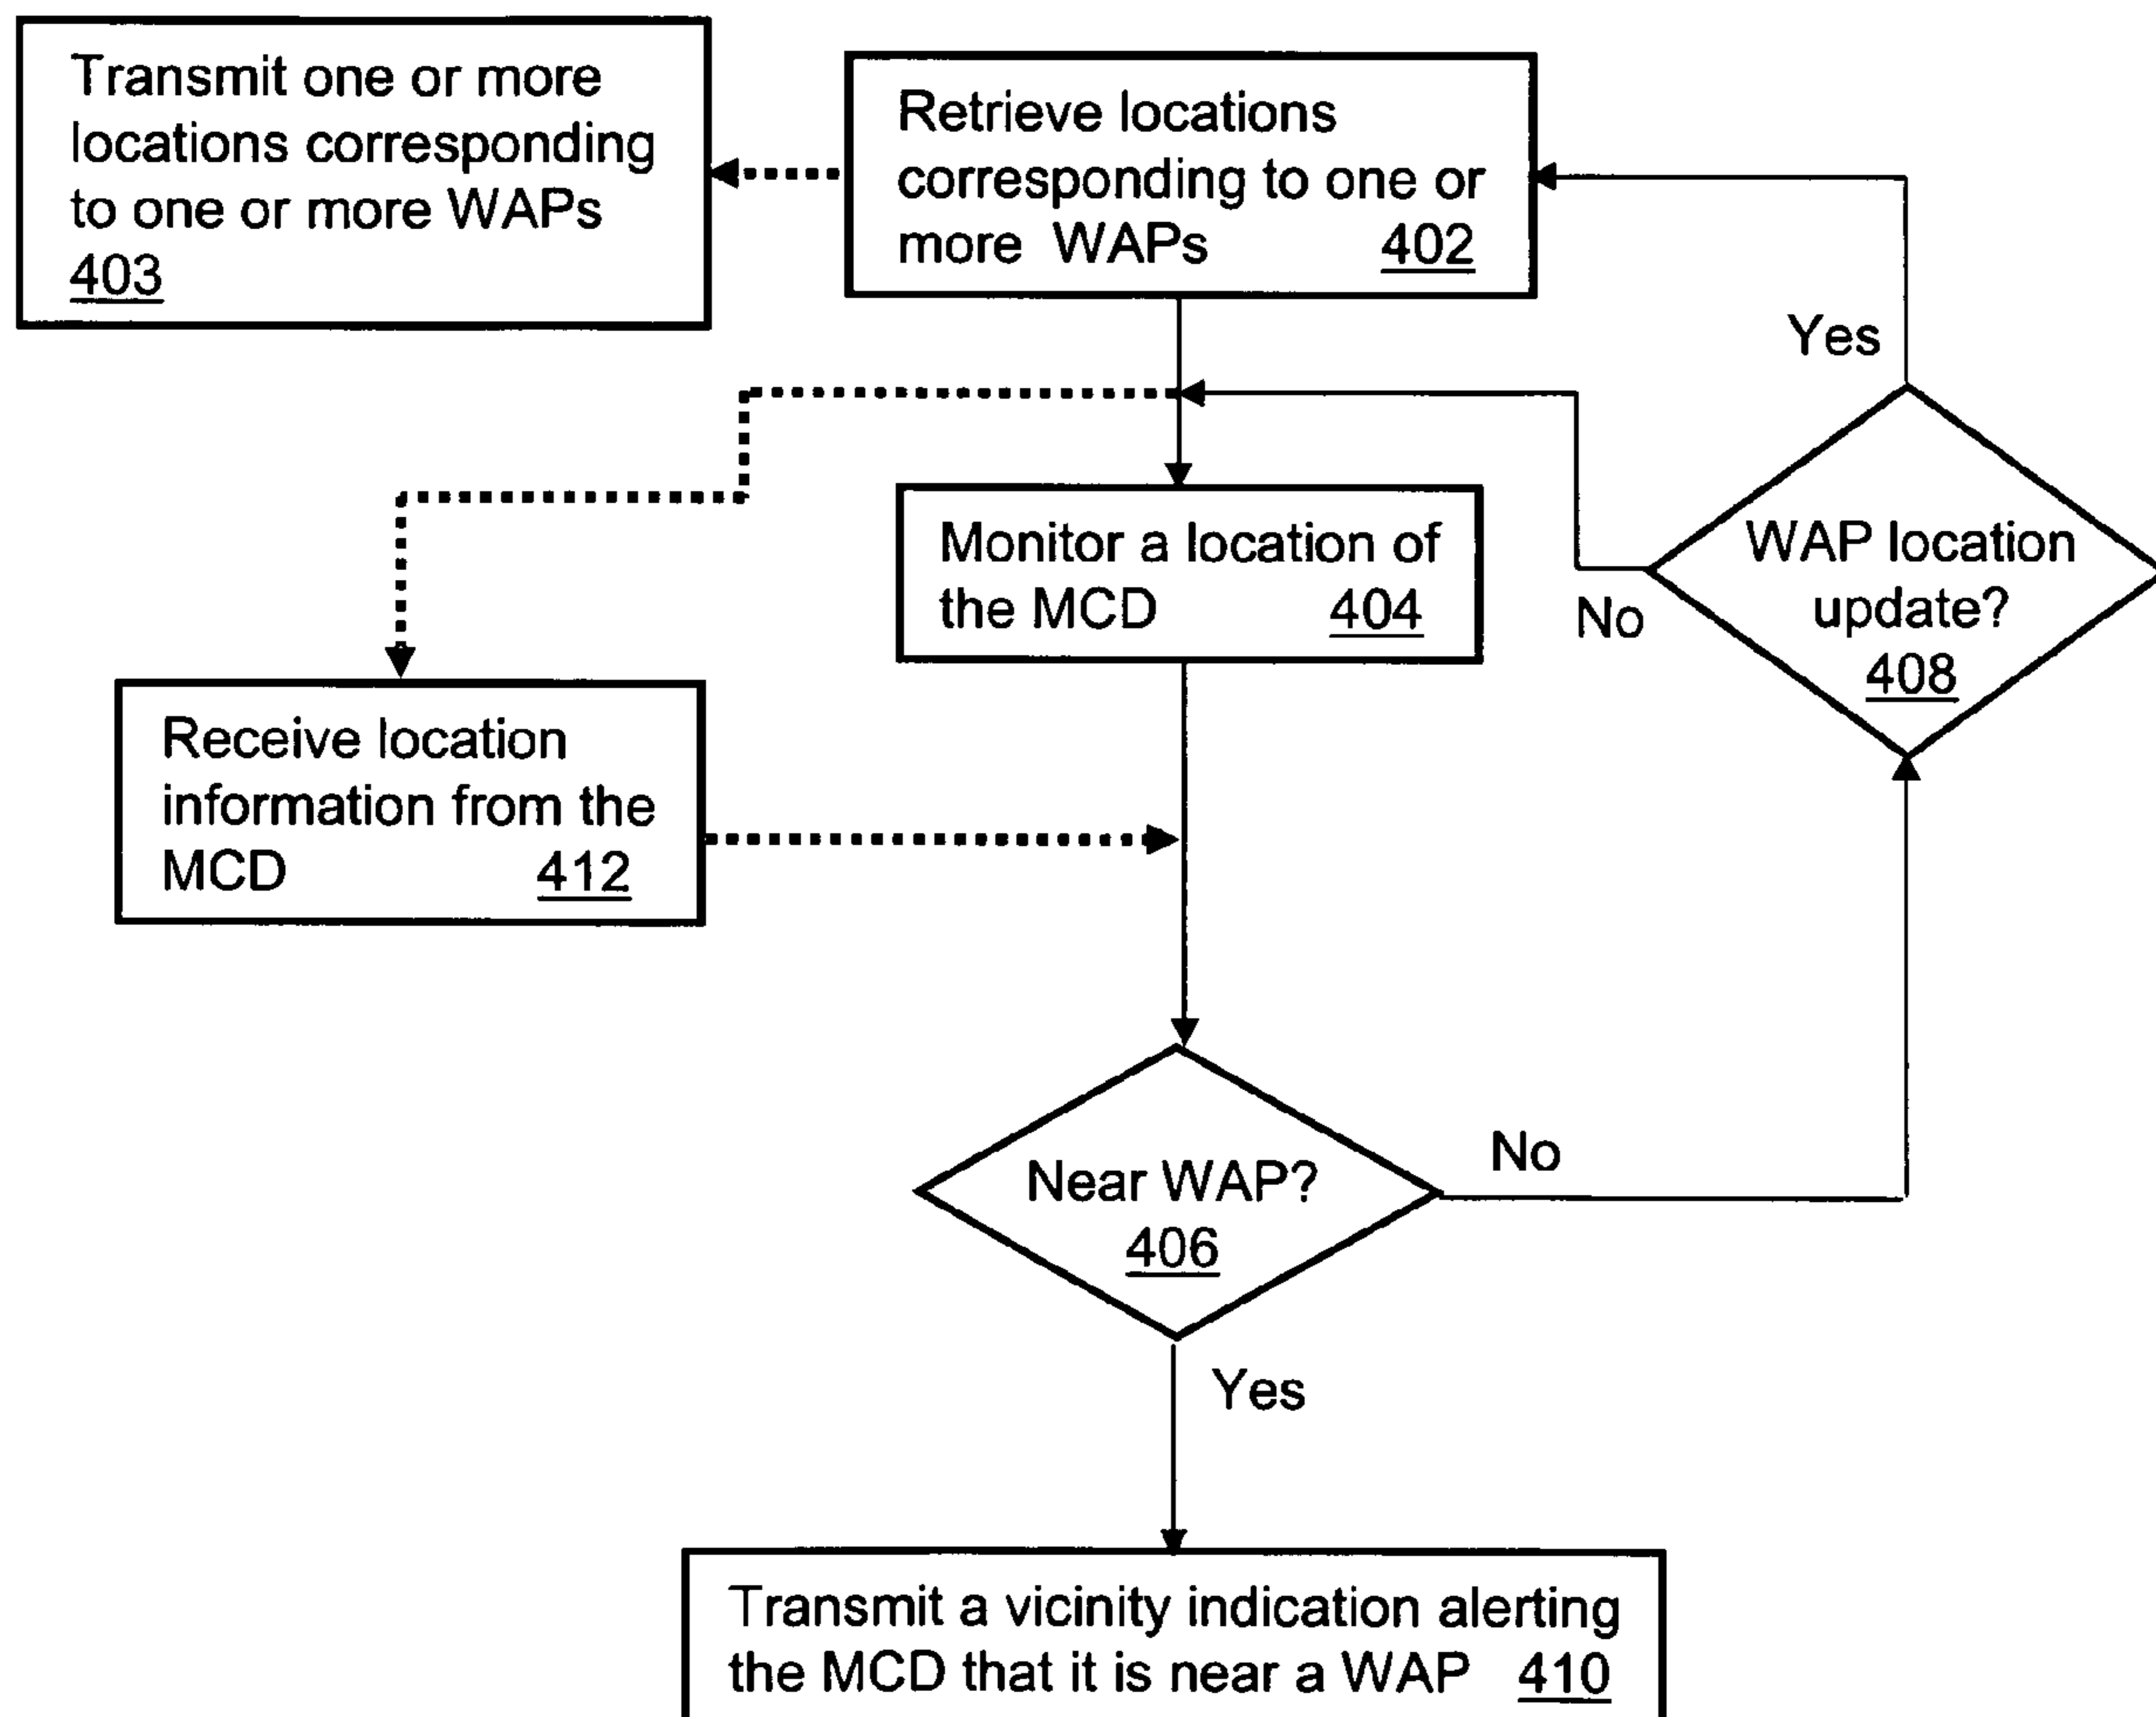 Transmit one or more
locations corresponding
to one or more WAPs
403
Retrieve locations
corresponding to one or
more WAPs 402
Yes
Monitor a location of
the MCD 404
No
WAP location
update?
408
Receive location
information from the
MCD 412
Near WAP?
406
No
Yes
Transmit a vicinity indication alerting
the MCD that it is near a WAP 410